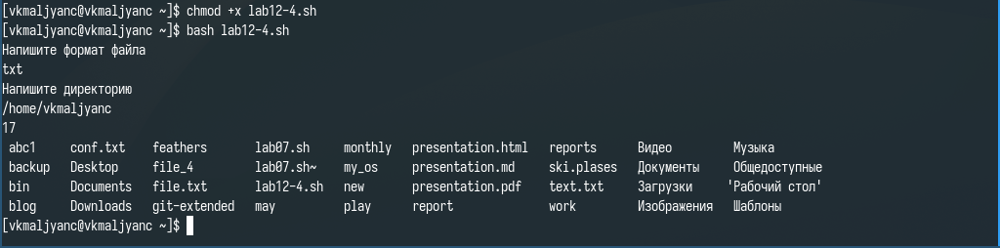 [vkmaljyanc@vkmaljyanc ~]$ chmod +x lab12-4.sh
[vkmaljyanc@vkmaljyanc ~]$ bash lab12-4.sh
Напишите формат файла
txt
Напишите директорию
/home/vkmaljyanc
17
abc1 conf.txt feathers lab07.sh monthly presentation.html reports Видео Музыка
backup Desktop file_4 lab07.sh~ my_os presentation.md ski.plases Документы Общедоступные
bin Documents file.txt lab12-4.sh new presentation.pdf text.txt Загрузки 'Рабочий стол'
blog Downloads git-extended may play report work Изображения Шаблоны
[vkmaljyanc@vkmaljyanc ~]$